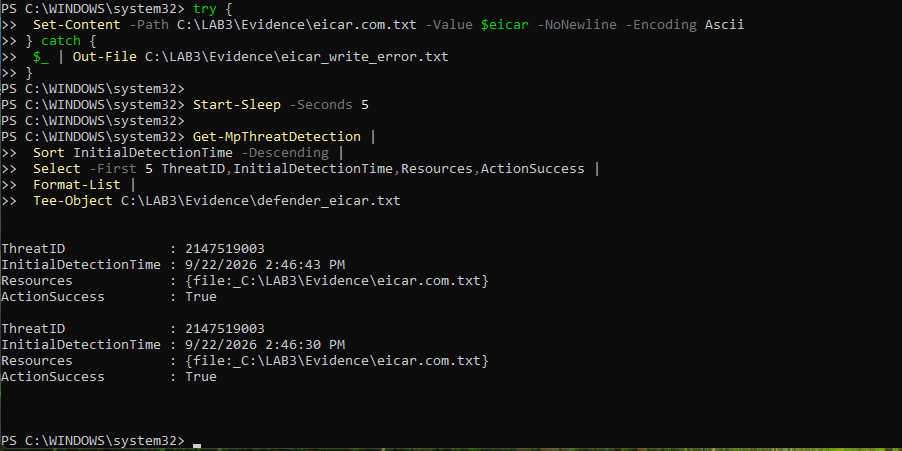 PS C:\WINDOWS\system32> try {
>>  Set-Content -Path C:\LAB3\Evidence\eicar.com.txt -Value $eicar -NoNewline -Encoding Ascii
>> } catch {
>>  $_ | Out-File C:\LAB3\Evidence\eicar_write_error.txt
>> }
PS C:\WINDOWS\system32>
PS C:\WINDOWS\system32> Start-Sleep -Seconds 5
PS C:\WINDOWS\system32>
PS C:\WINDOWS\system32> Get-MpThreatDetection |
>>  Sort InitialDetectionTime -Descending |
>>  Select -First 5 ThreatID,InitialDetectionTime,Resources,ActionSuccess |
>>  Format-List |
>>  Tee-Object C:\LAB3\Evidence\defender_eicar.txt
ThreatID             : 2147519003
InitialDetectionTime : 9/22/2026 2:46:43 PM
Resources            : {file:_C:\LAB3\Evidence\eicar.com.txt}
ActionSuccess        : True
ThreatID             : 2147519003
InitialDetectionTime : 9/22/2026 2:46:30 PM
Resources            : {file:_C:\LAB3\Evidence\eicar.com.txt}
ActionSuccess        : True
PS C:\WINDOWS\system32>